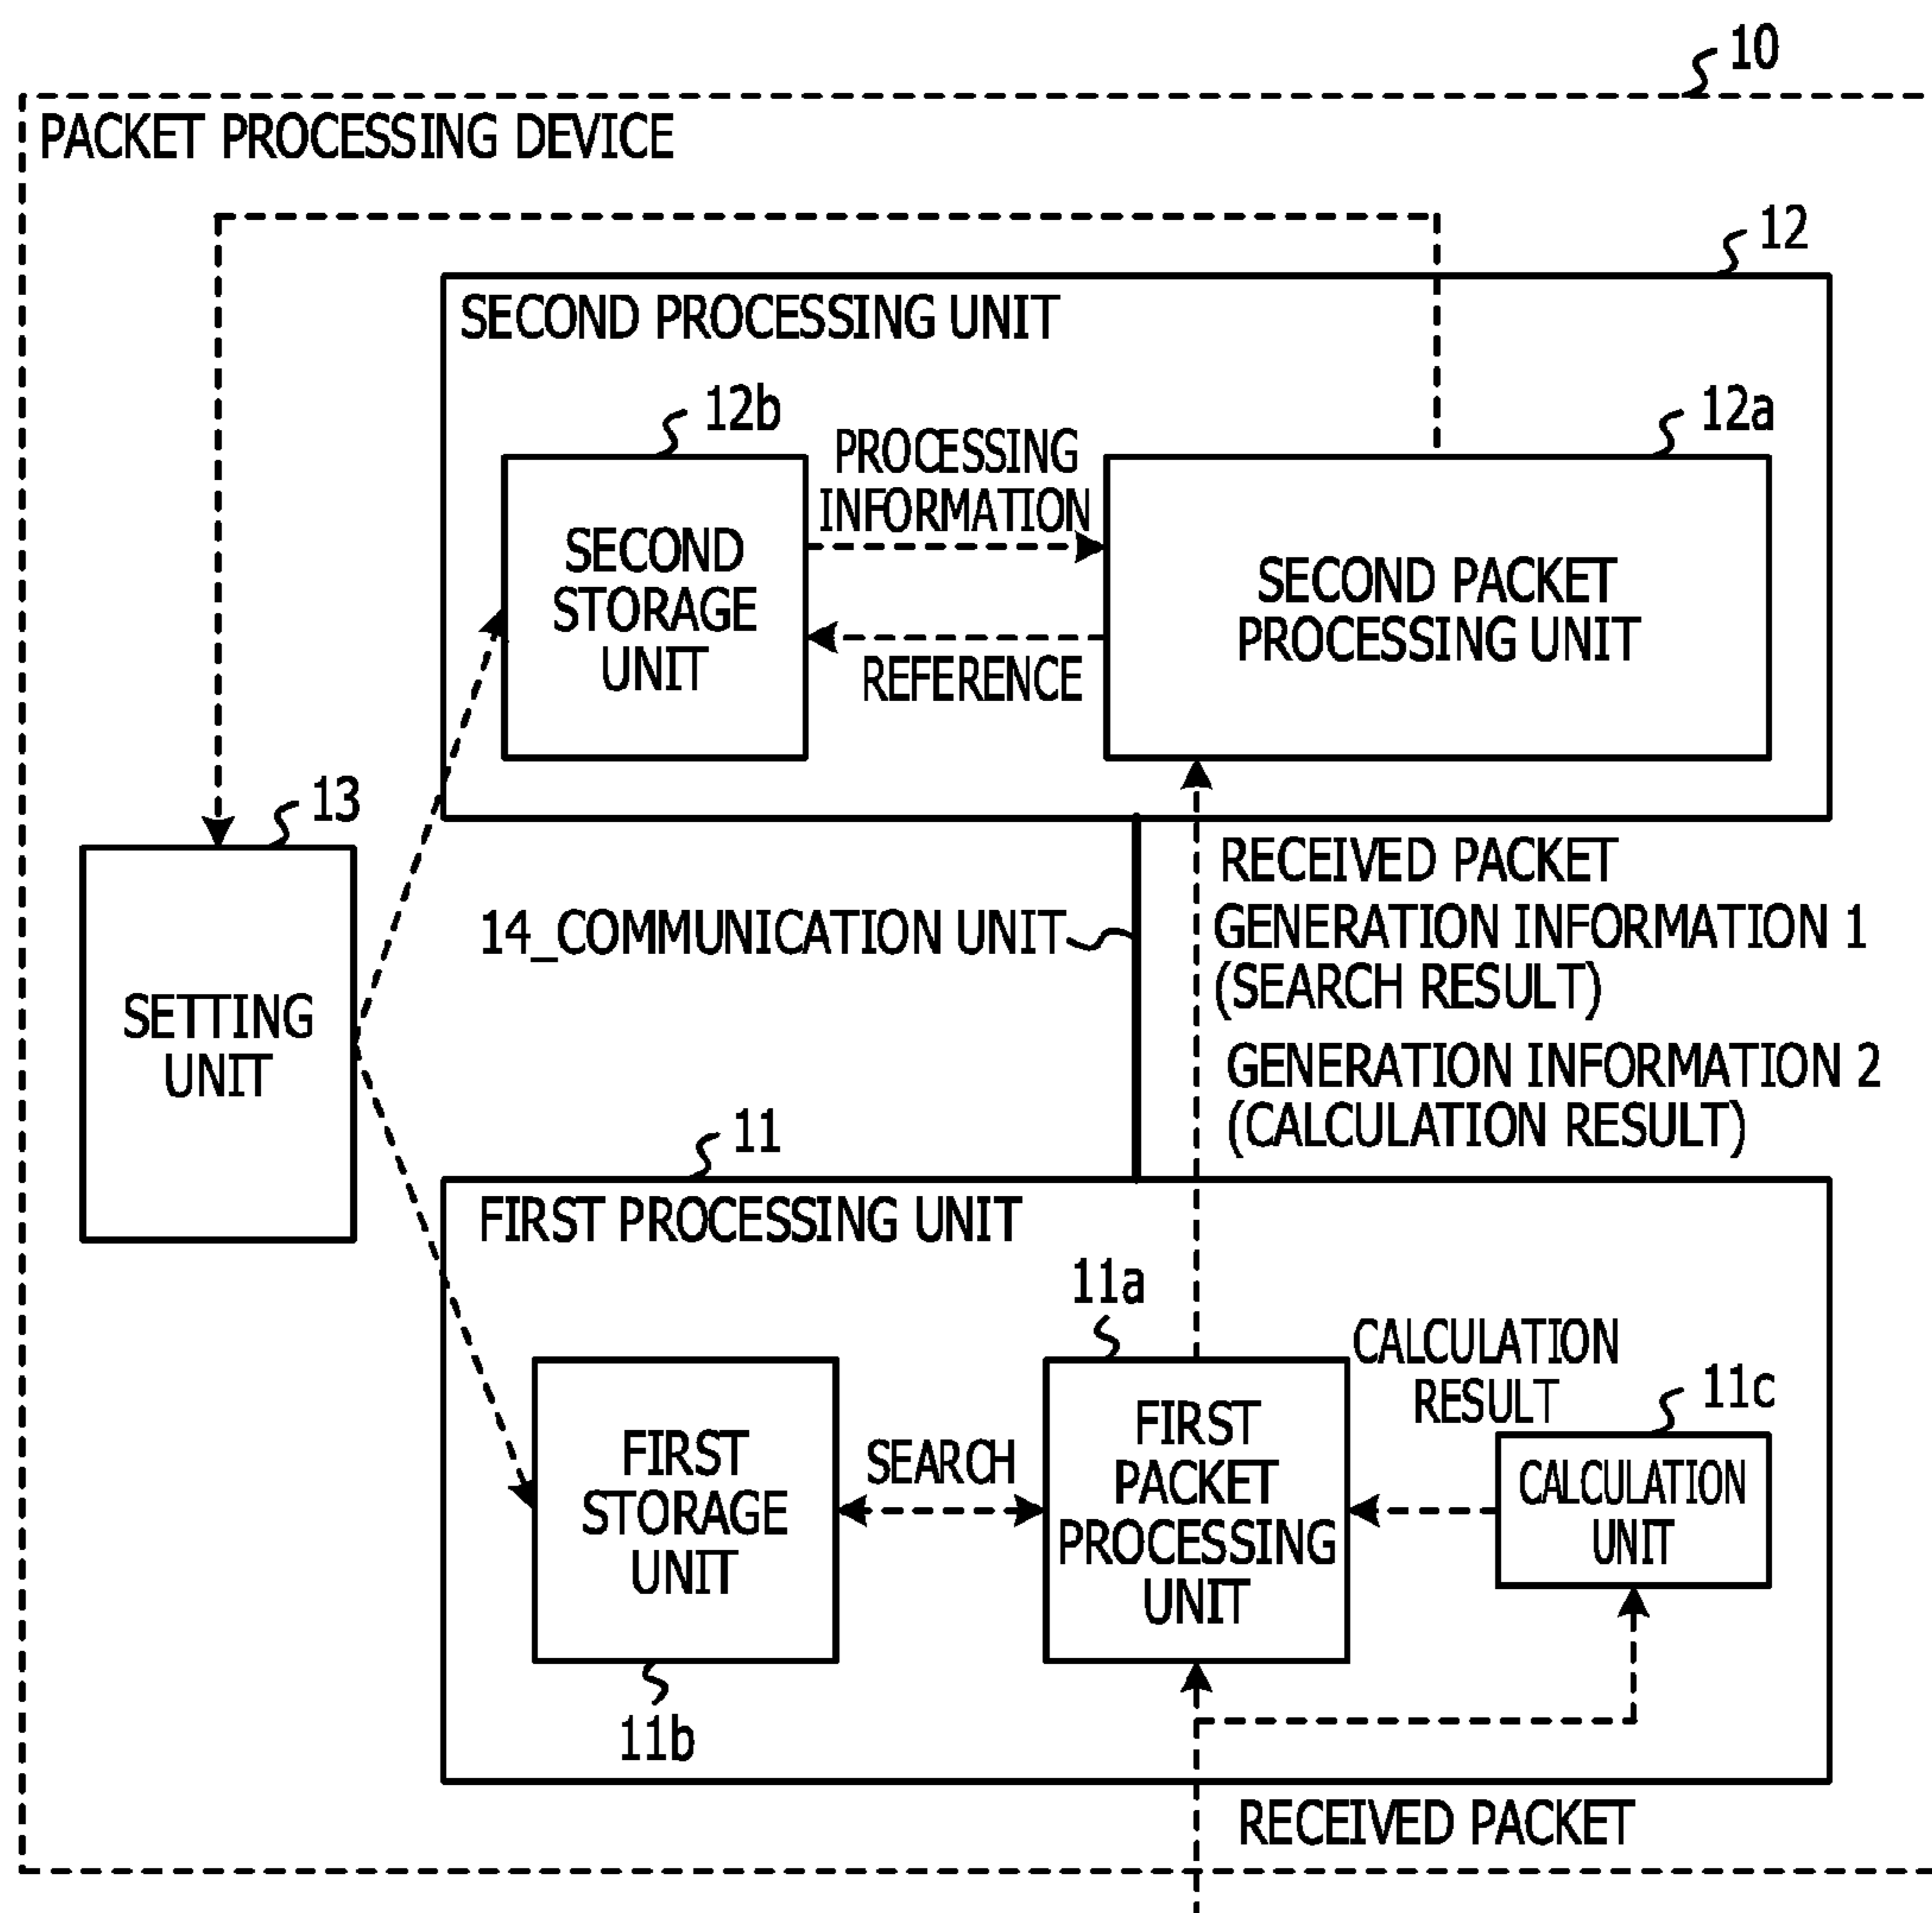 10
PACKET PROCESSING DEVICE
12
SECOND PROCESSING UNIT
12b
PROCESSING
INFORMATION
12a
SECOND
STORAGE
UNIT
SECOND PACKET
PROCESSING UNIT
REFERENCE
13
SETTING
UNIT
14_COMMUNICATION UNIT
RECEIVED PACKET
GENERATION INFORMATION 1
(SEARCH RESULT)
GENERATION INFORMATION 2
(CALCULATION RESULT)
11
FIRST PROCESSING UNIT
11a
CALCULATION
RESULT
11c
FIRST
STORAGE
UNIT
SEARCH
FIRST
PACKET
PROCESSING
UNIT
CALCULATION
UNIT
11b
RECEIVED PACKET